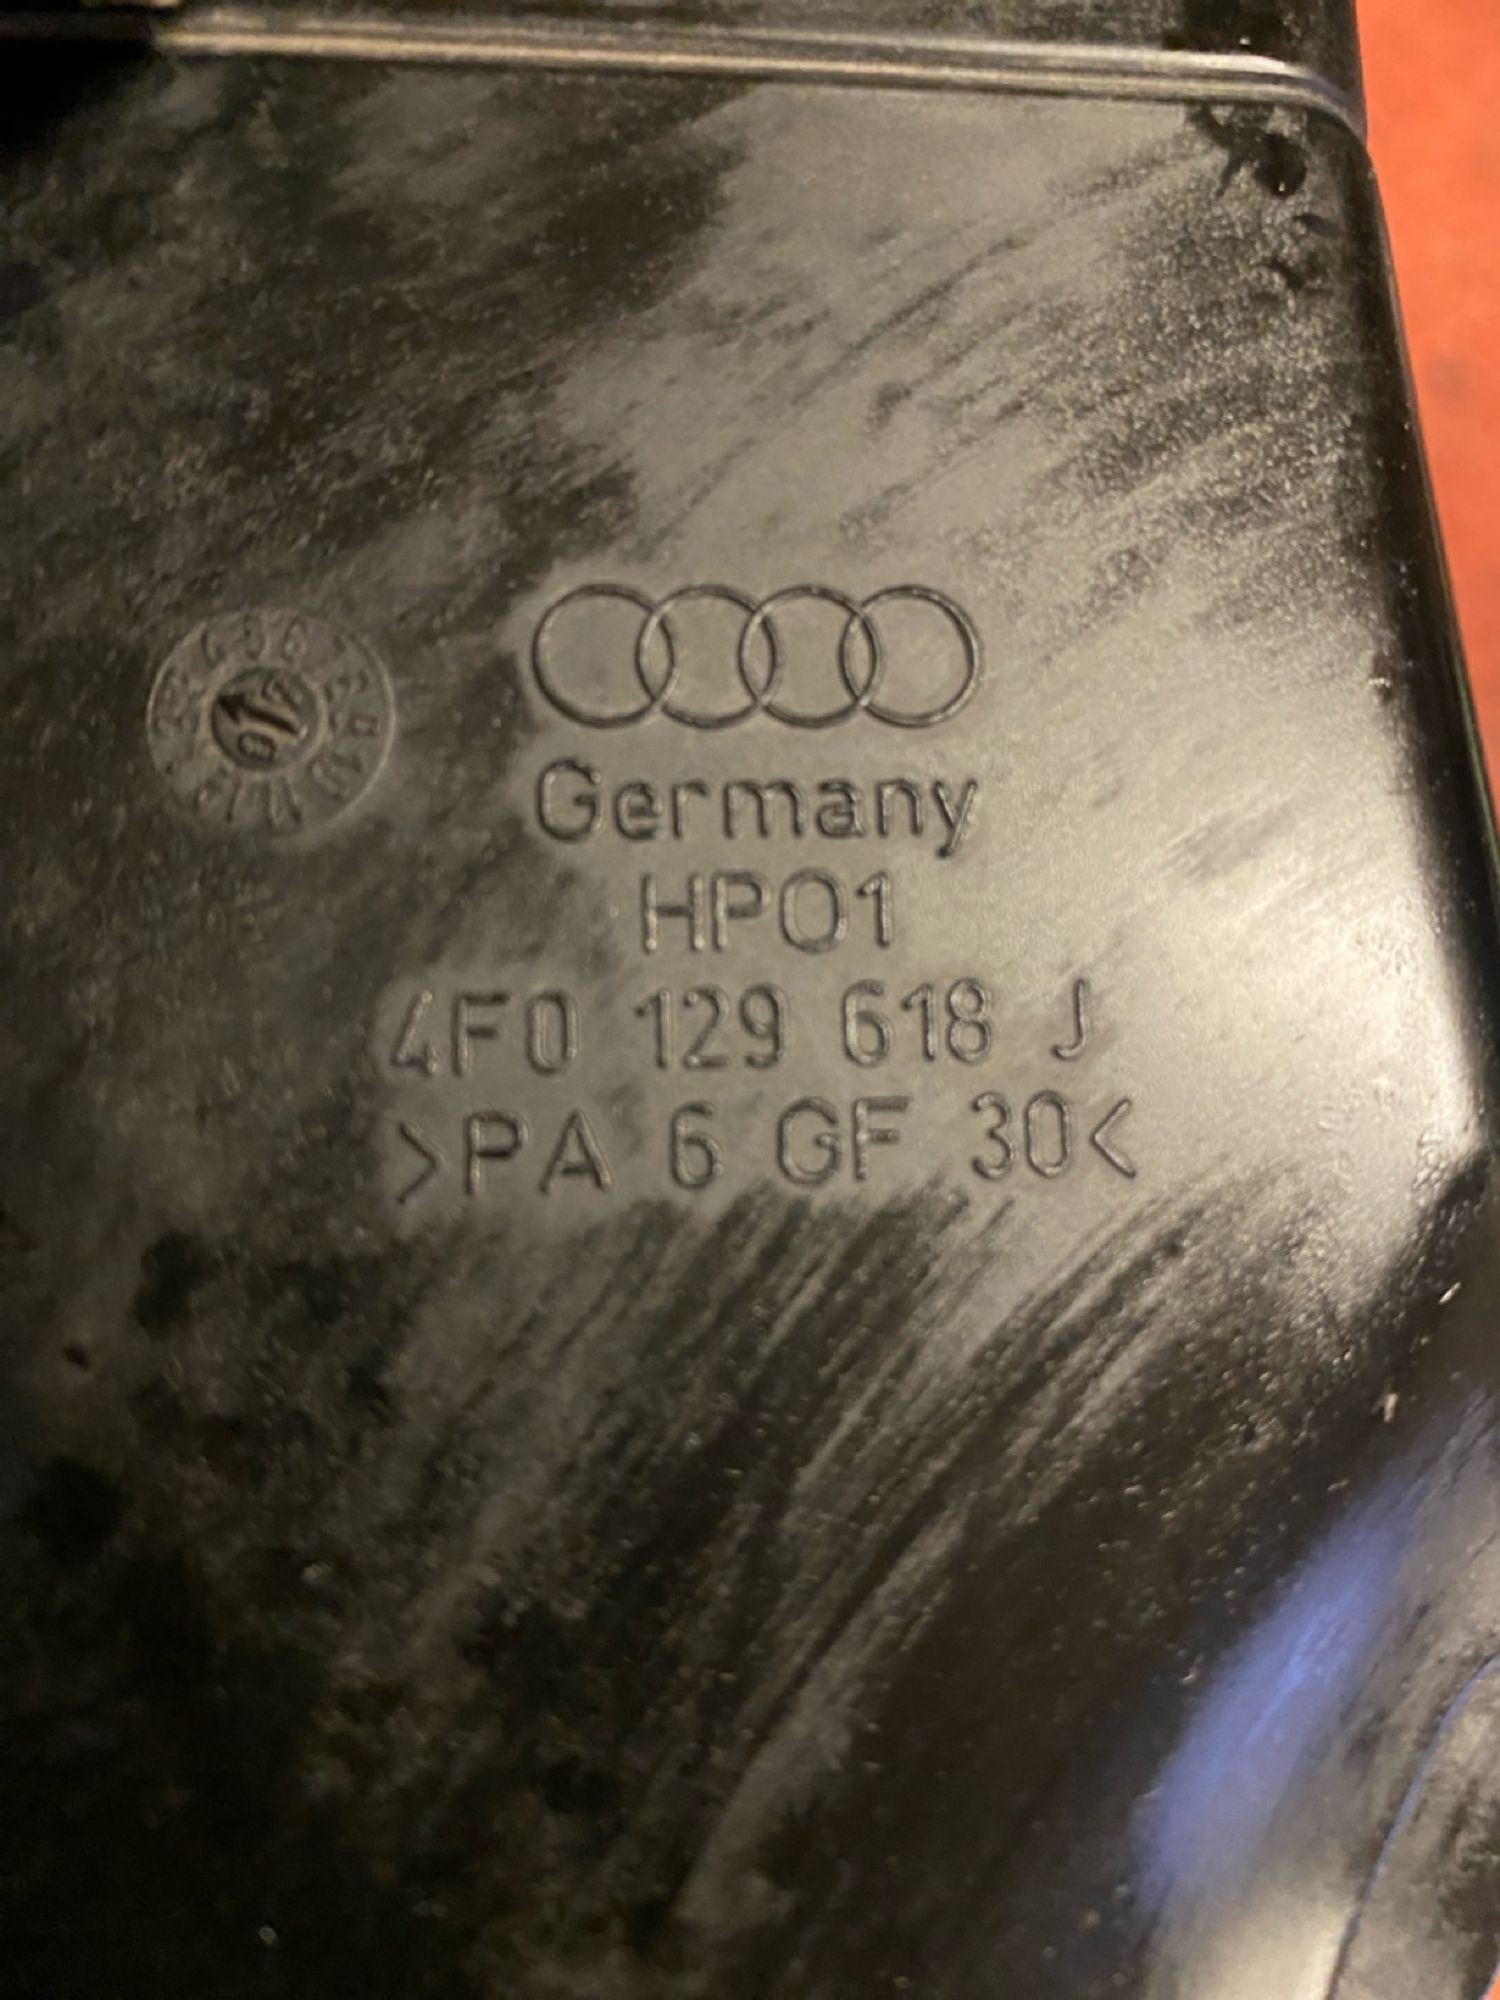 Germany
HP01
4F0 129 618 J
>PA 6 GF 30<